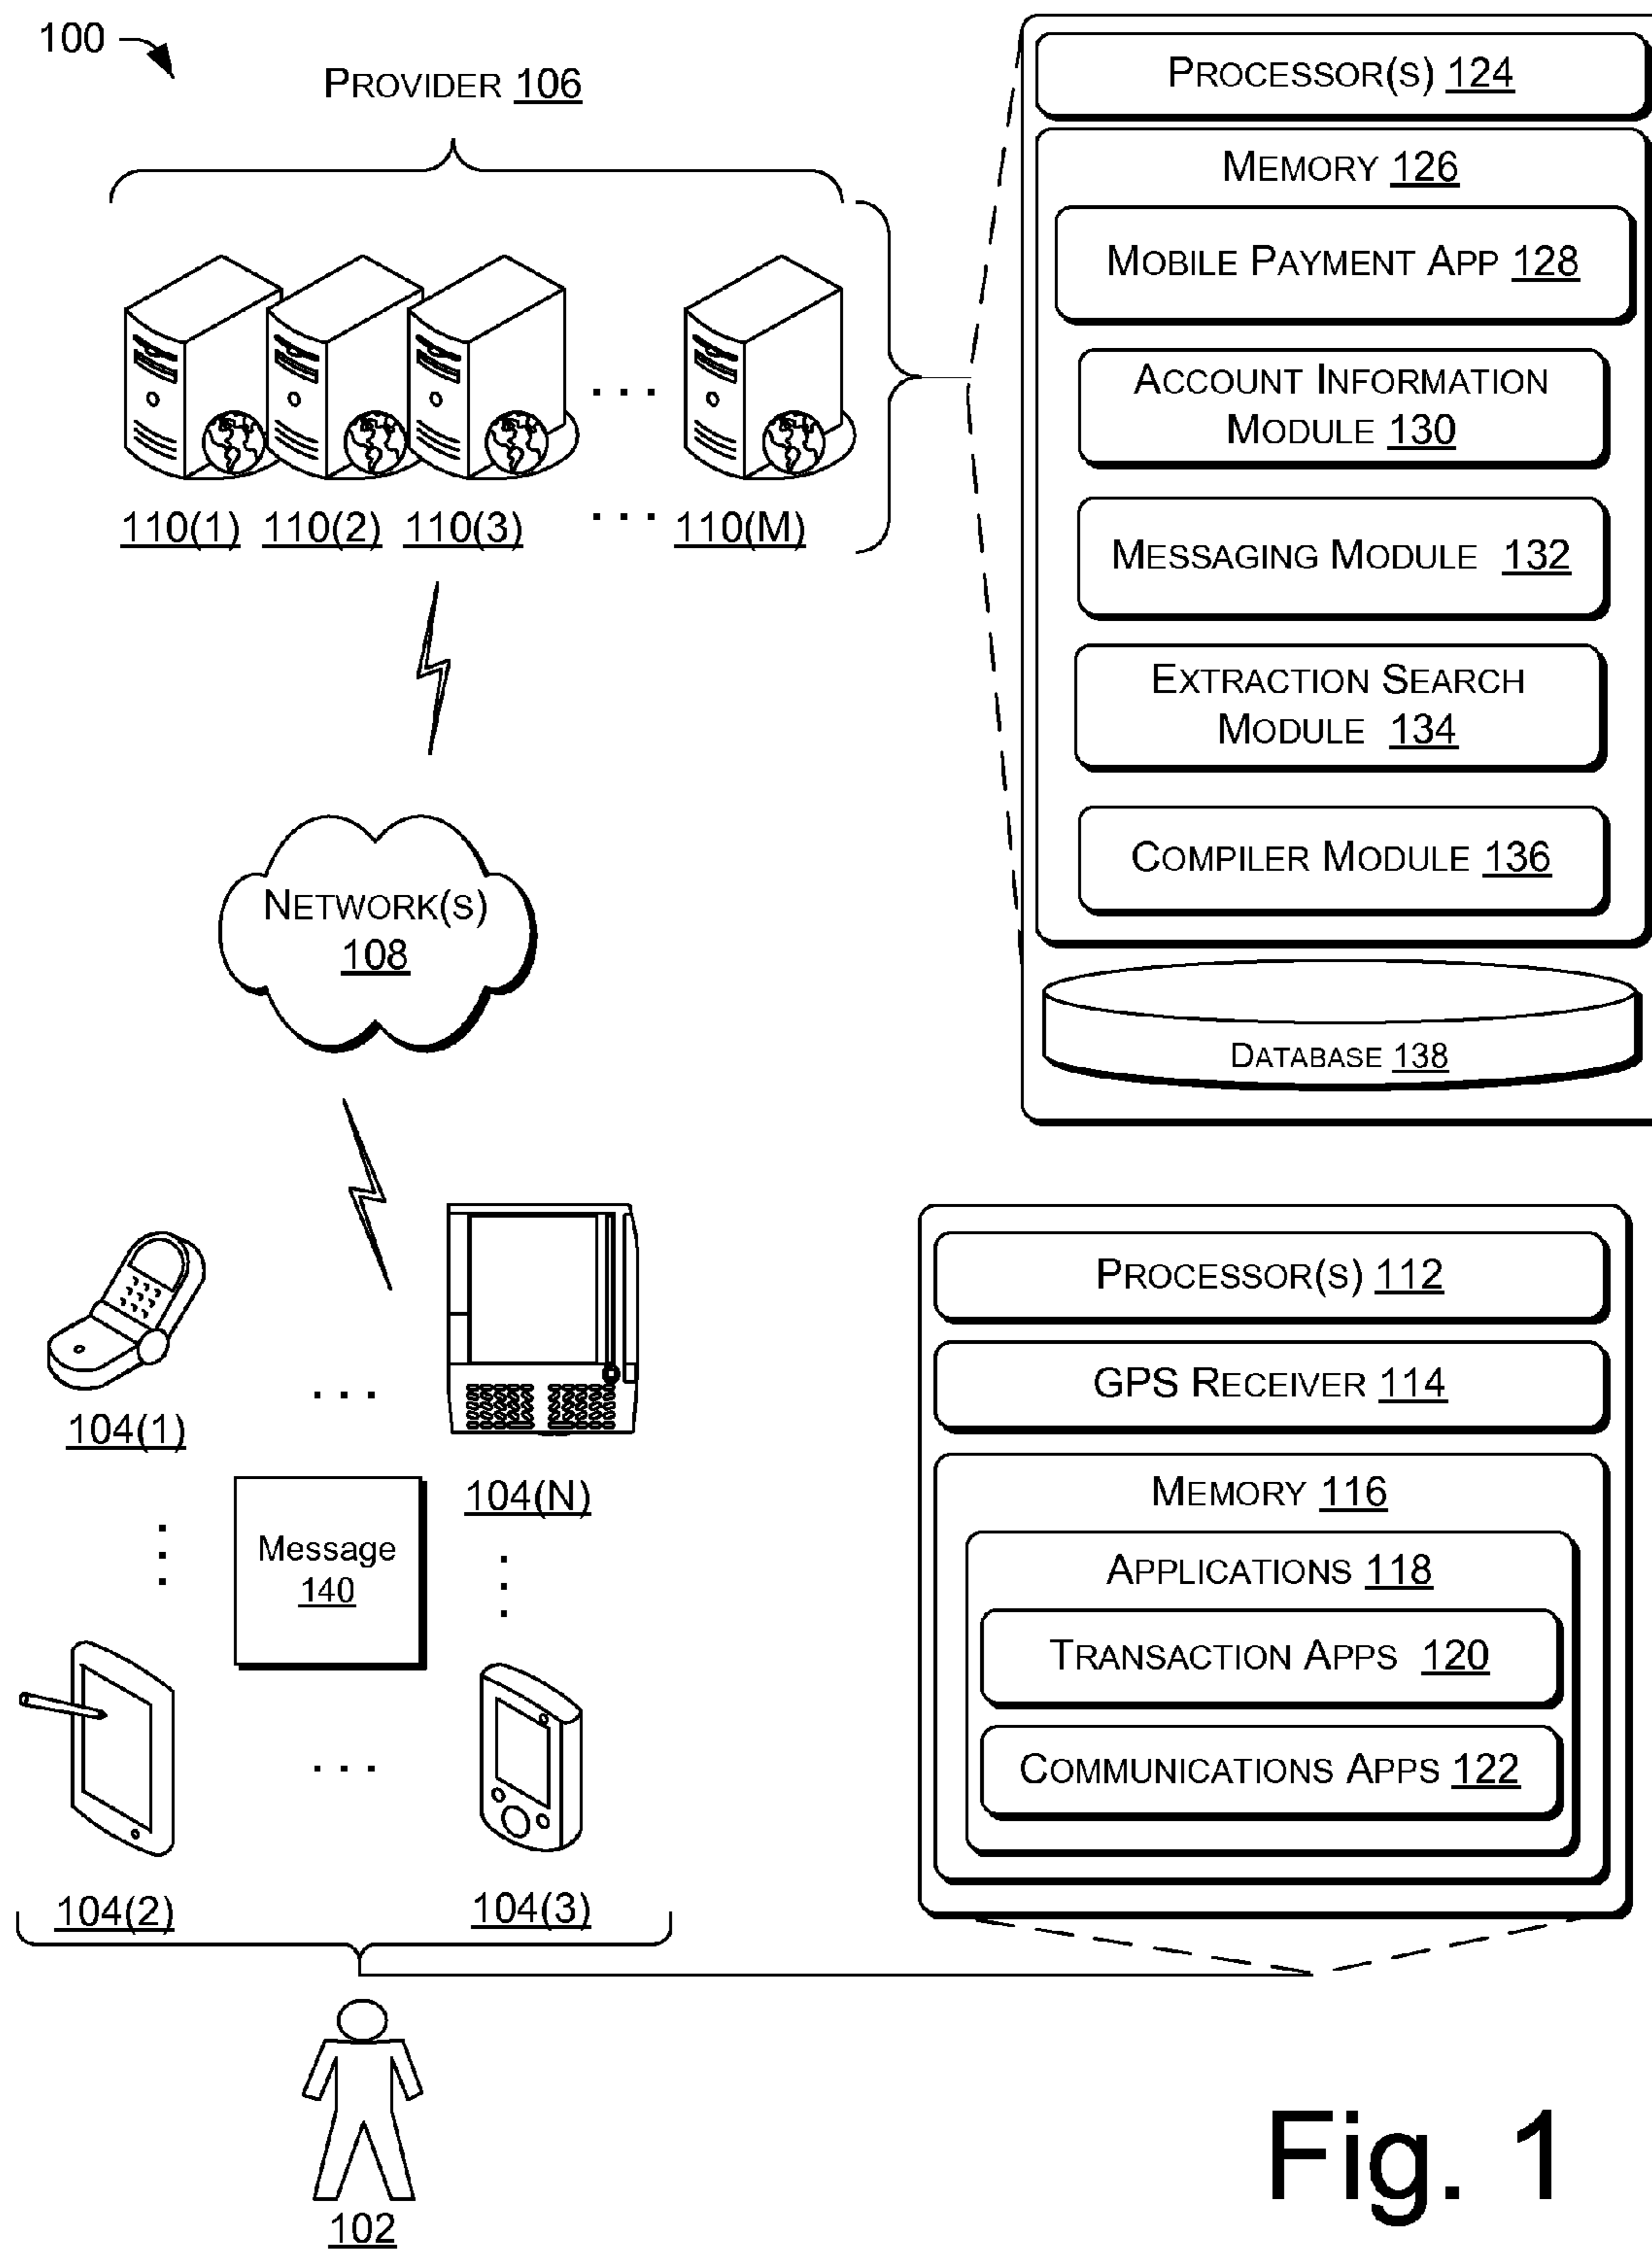 100
PROVIDER 106
110(1) 110(2) 110(3) ... 110(M)
NETWORK(S)
108
104(1)
104(N)
Message
140
104(2)
104(3)
102
PROCESSOR(S) 124
MEMORY 126
MOBILE PAYMENT APP 128
ACCOUNT INFORMATION
MODULE 130
MESSAGING MODULE 132
EXTRACTION SEARCH
MODULE 134
COMPILER MODULE 136
DATABASE 138
PROCESSOR(S) 112
GPS RECEIVER 114
MEMORY 116
APPLICATIONS 118
TRANSACTION APPS 120
COMMUNICATIONS APPS 122
Fig. 1